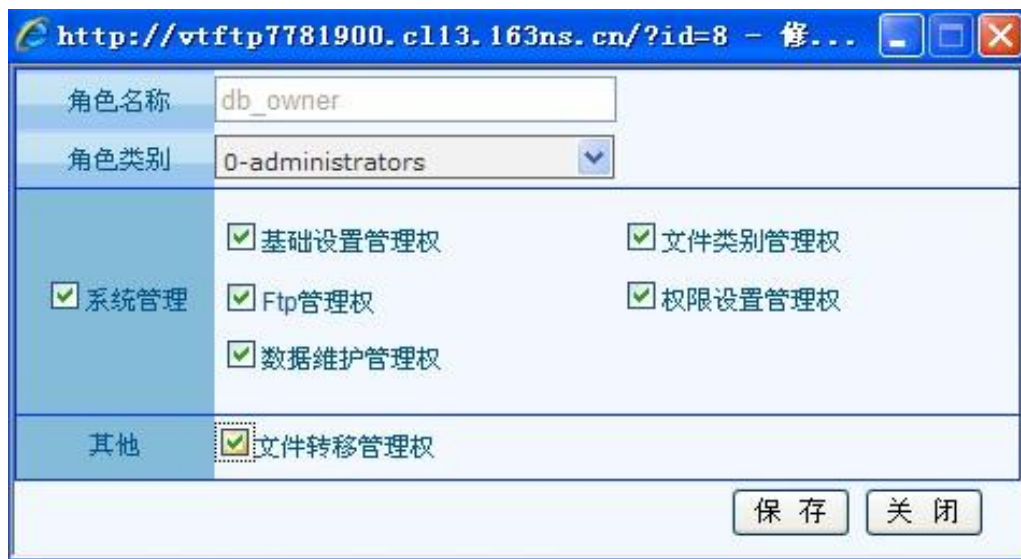 http://vtftp7781900.cl13.163ns.cn/?id=8 - 修...
角色名称 db_owner
角色类别 0-administrators
基础设置管理权 文件类别管理权
系统管理 Ftp管理权 权限设置管理权
数据维护管理权
其他 文件转移管理权
保 存 关 闭